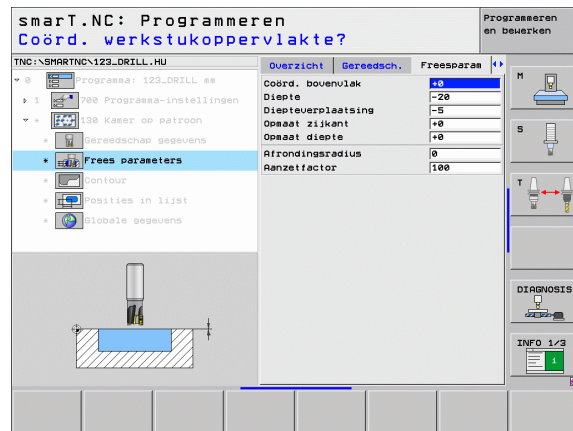 smarT.NC: Programmeren
Coörd. werkstukoppervlakte?
Programmeren
en bewerken
TNC:\SMARTNC\123_DRILL.HU
0 Programma: 123_DRILL mm
1 700 Programma-instellingen
* 130 Kamer op patroon
* Gereedschap gegevens
* Frees parameters
* Contour
* Posities in lijst
* Globale gegevens
Overzicht Gereedsch. Freesparam
Coörd. bovenvlak +0
Diepte -20
Diepteverplaatsing -5
Opmaat zijkant +0
Opmaat diepte +0
Afrondingsradius 0
Aanzetfactor 100
M
S
T
DIAGNOSIS
INFO 1/3
i